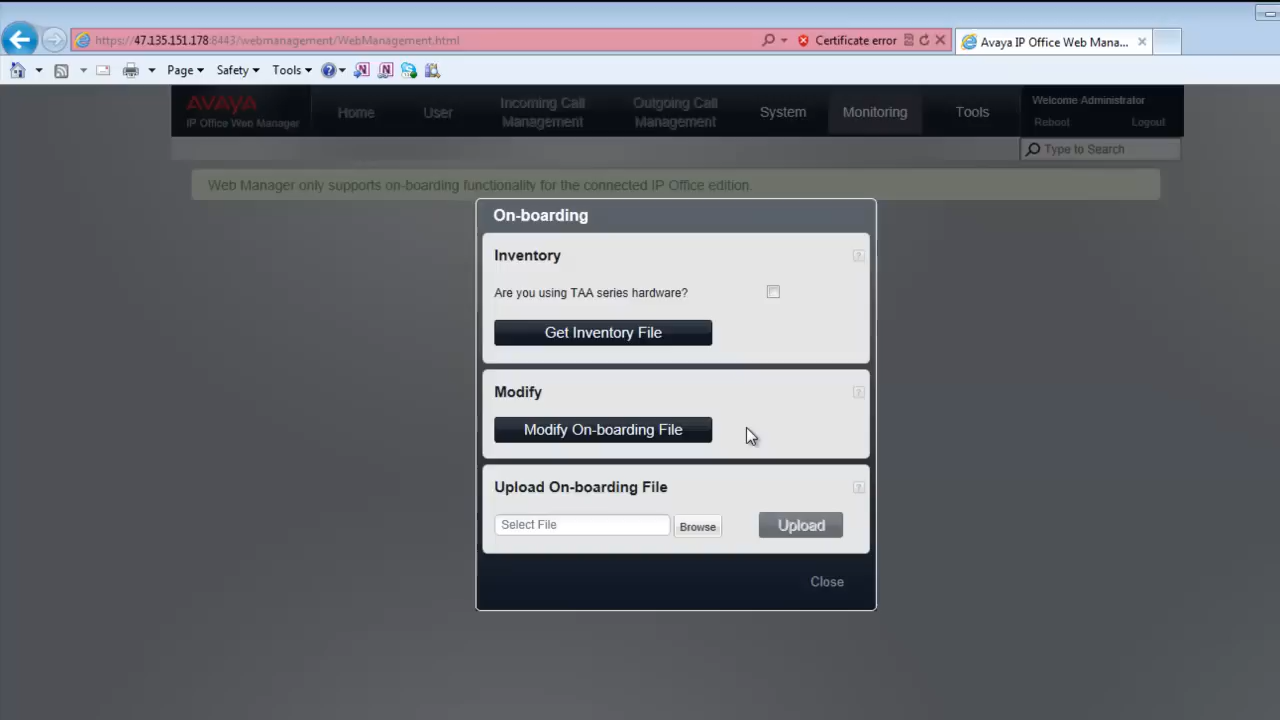 https://47.135.151.178:8443/webmanagement/WebManagement.html
Certificate error
Avaya IP Office Web Mana...
Page
Safety
Tools
AVAYA
IP Office Web Manager
Home
User
Incoming Call
Management
Outgoing Call
Management
System
Monitoring
Tools
Welcome Administrator
Reboot
Logout
Type to Search
Web Manager only supports on-boarding functionality for the connected IP Office edition.
On-boarding
Inventory
?
Are you using TAA series hardware?
Get Inventory File
Modify
?
Modify On-boarding File
Upload On-boarding File
?
Select File
Browse
Upload
Close